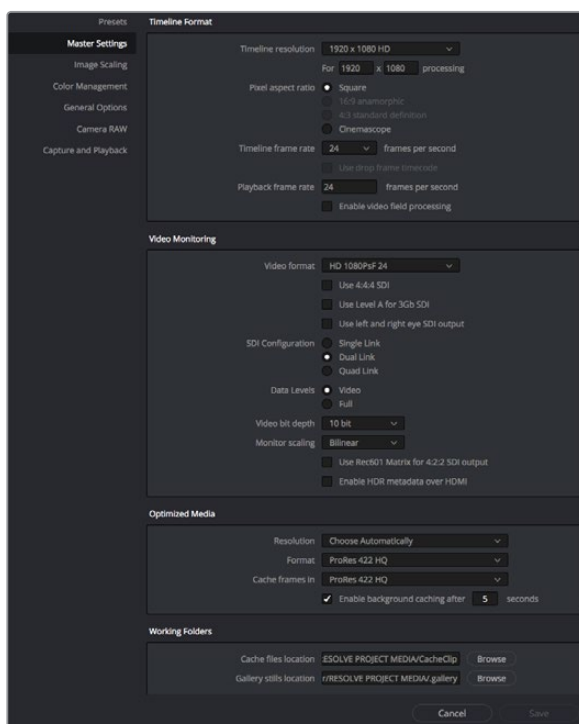 Presets
Master Settings
Image Scaling
Color Management
General Options
Camera RAW
Capture and Playback
Timeline Format
Timeline resolution 1920 x 1080 HD
For 1920 x 1080 processing
Pixel aspect ratio Square
16:9 anamorphic
4:3 standard definition
Cinemascope
Timeline frame rate 24 frames per second
Use drop frame timecode
Playback frame rate 24 frames per second
Enable video field processing
Video Monitoring
Video format HD 1080PsF 24
Use 4:4:4 SDI
Use Level A for 3Gb SDI
Use left and right eye SDI output
SDI Configuration Single Link
Dual Link
Quad Link
Data Levels Video
Full
Video bit depth 10 bit
Monitor scaling Bilinear
Use Rec601 Matrix for 4:2:2 SDI output
Enable HDR metadata over HDMI
Optimized Media
Resolution Choose Automatically
Format ProRes 422 HQ
Cache frames in ProRes 422 HQ
Enable background caching after 5 seconds
Working Folders
Cache files location ESOLVE PROJECT MEDIA/CacheClip Browse
Gallery stills location r/RESOLVE PROJECT MEDIA/.gallery Browse
Cancel Save